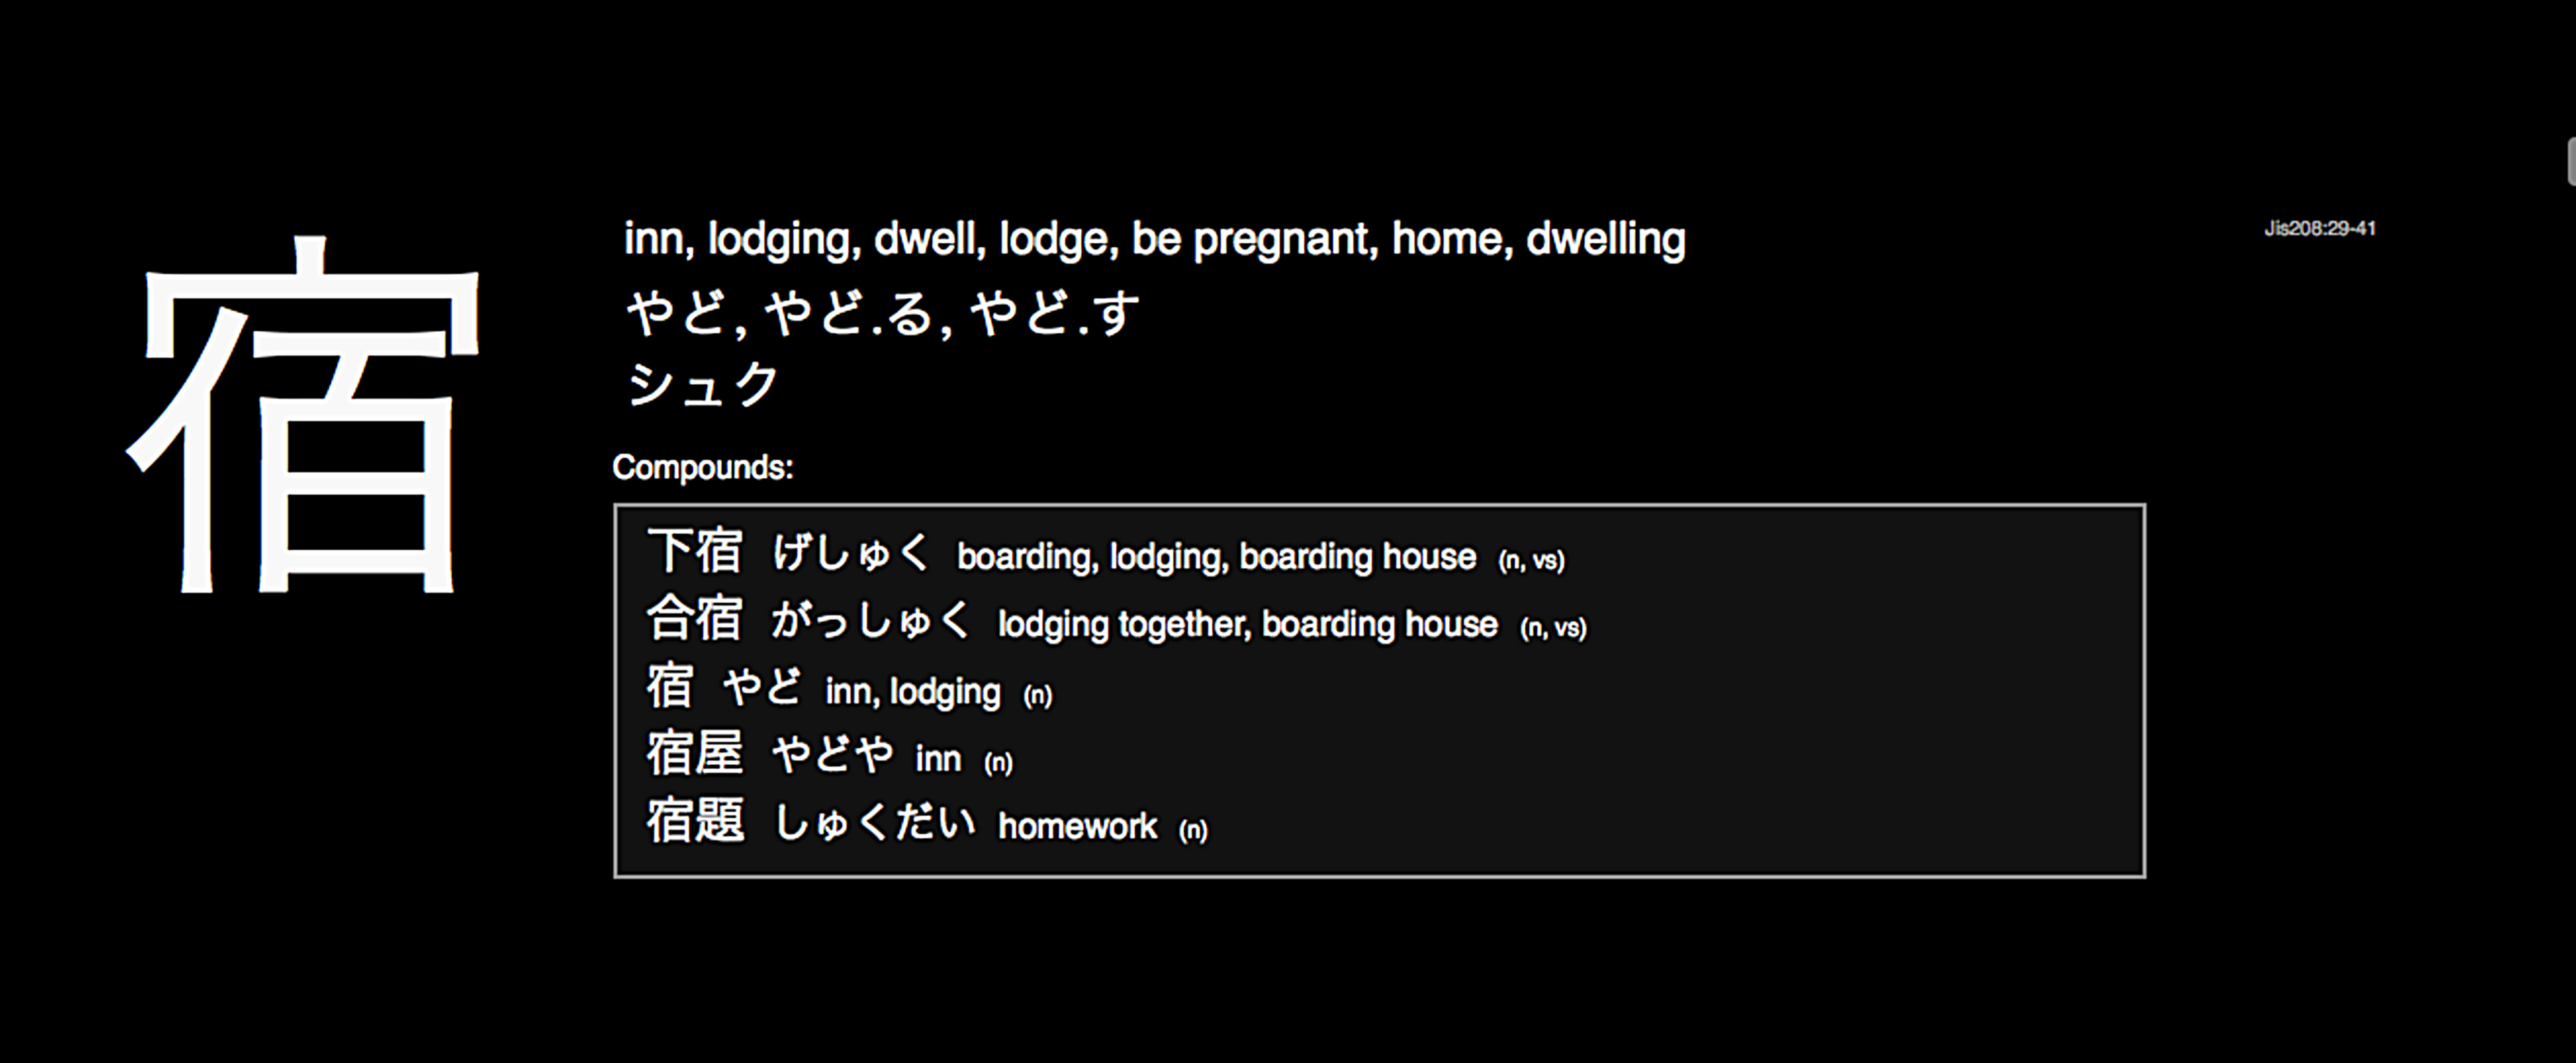 宿
inn, lodging, dwell, lodge, be pregnant, home, dwelling
Jis208:29-41
やど, やど.る, やど.す
シュク
Compounds:
下宿 げしゅく boarding, lodging, boarding house (n, vs)
合宿 がっしゅく lodging together, boarding house (n, vs)
宿 やど inn, lodging (n)
宿屋 やどや inn (n)
宿題 しゅくだい homework (n)